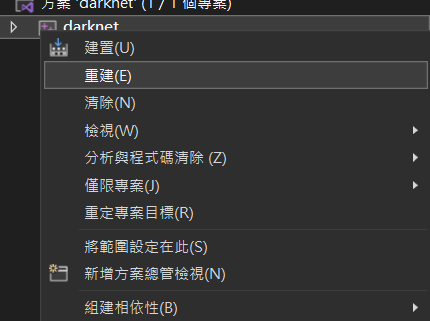 方案 'darknet' (1 / 1 個專案)
darknet
建置(U)
重建(E)
清除(N)
檢視(W)
分析與程式碼清除 (Z)
僅限專案(J)
重定專案目標(R)
將範圍設定在此(S)
新增方案總管檢視(N)
組建相依性(B)